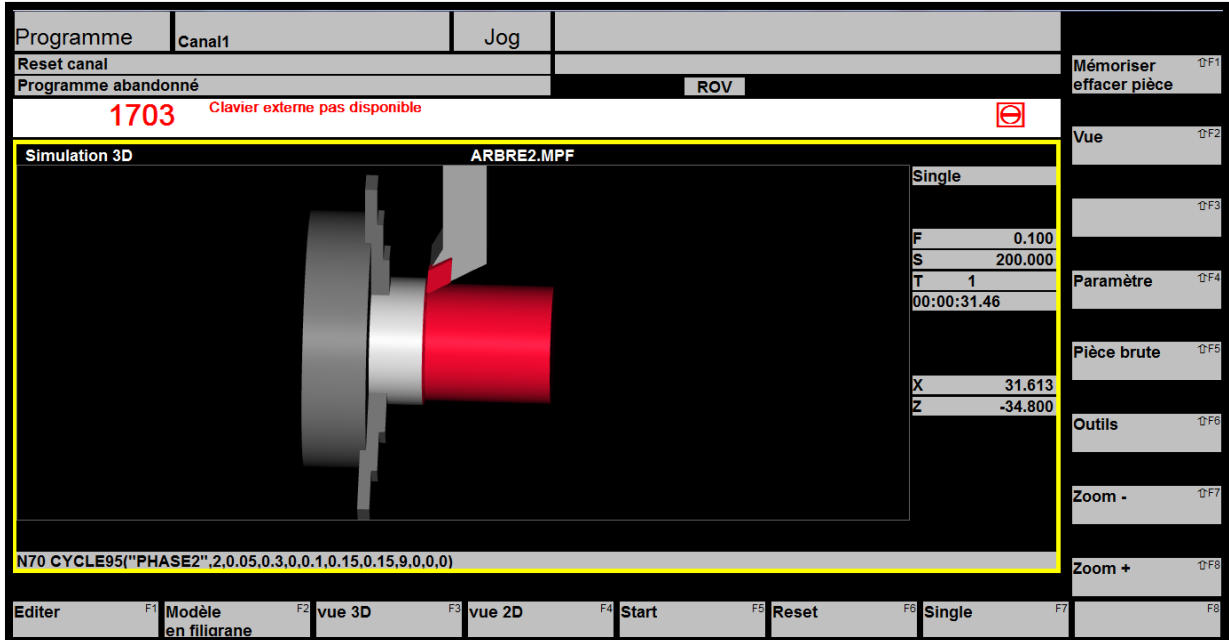 Programme
Canal1
Jog
Reset canal
Programme abandonné
ROV
1703
Clavier externe pas disponible
Simulation 3D
ARBRE2.MPF
Single
F 0.100
S 200.000
T 1
00:00:31.46
X 31.613
Z -34.800
N70 CYCLE95("PHASE2",2,0.05,0.3,0,0.1,0.15,0.15,9,0,0,0)
Mémoriser ⇧F1
effacer pièce
Vue ⇧F2
⇧F3
Paramètre ⇧F4
Pièce brute ⇧F5
Outils ⇧F6
Zoom - ⇧F7
Zoom + ⇧F8
Editer F1
Modèle F2
en filigrane
vue 3D F3
vue 2D F4
Start F5
Reset F6
Single F7
F8